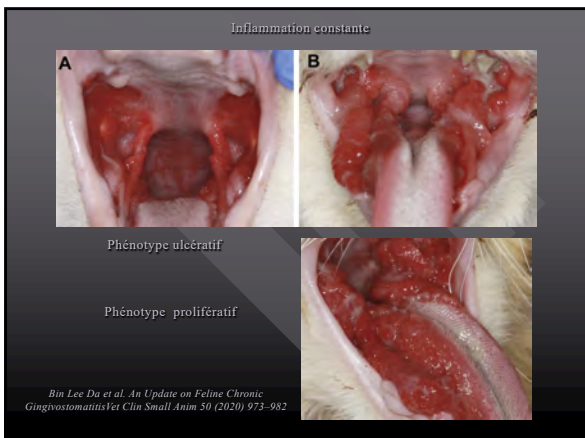 Inflammation constante
A
B
Phénotype ulcératif
Phénotype prolifératif
Bin Lee Da et al. An Update on Feline Chronic
GingivostomatitisVet Clin Small Anim 50 (2020) 973–982